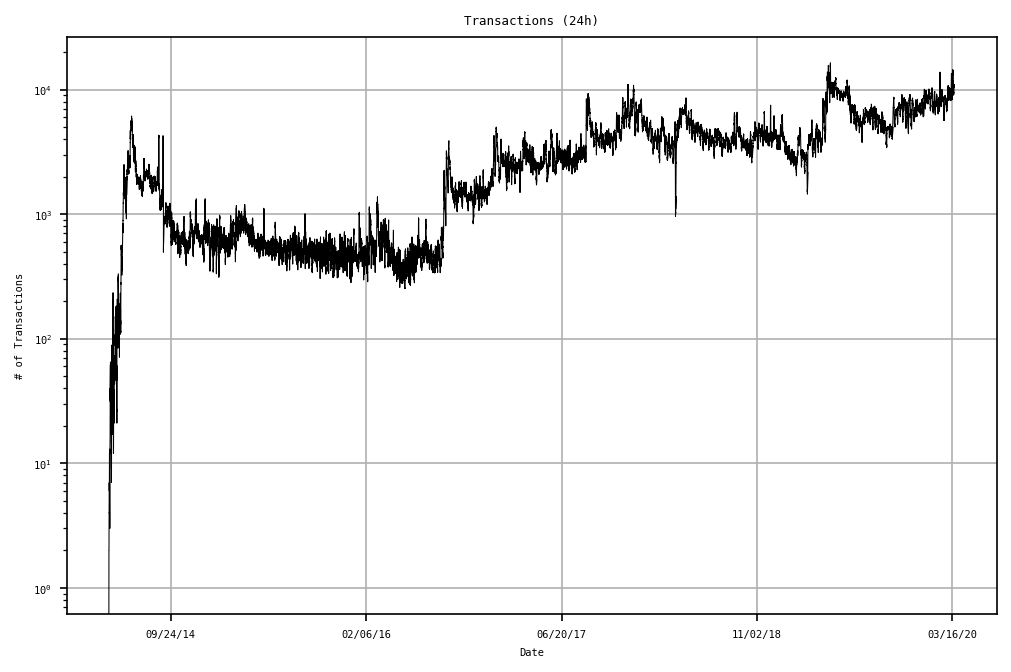 Transactions (24h)
# of Transactions
10⁴
10³
10²
10¹
10⁰
09/24/14 02/06/16 06/20/17 11/02/18 03/16/20
Date